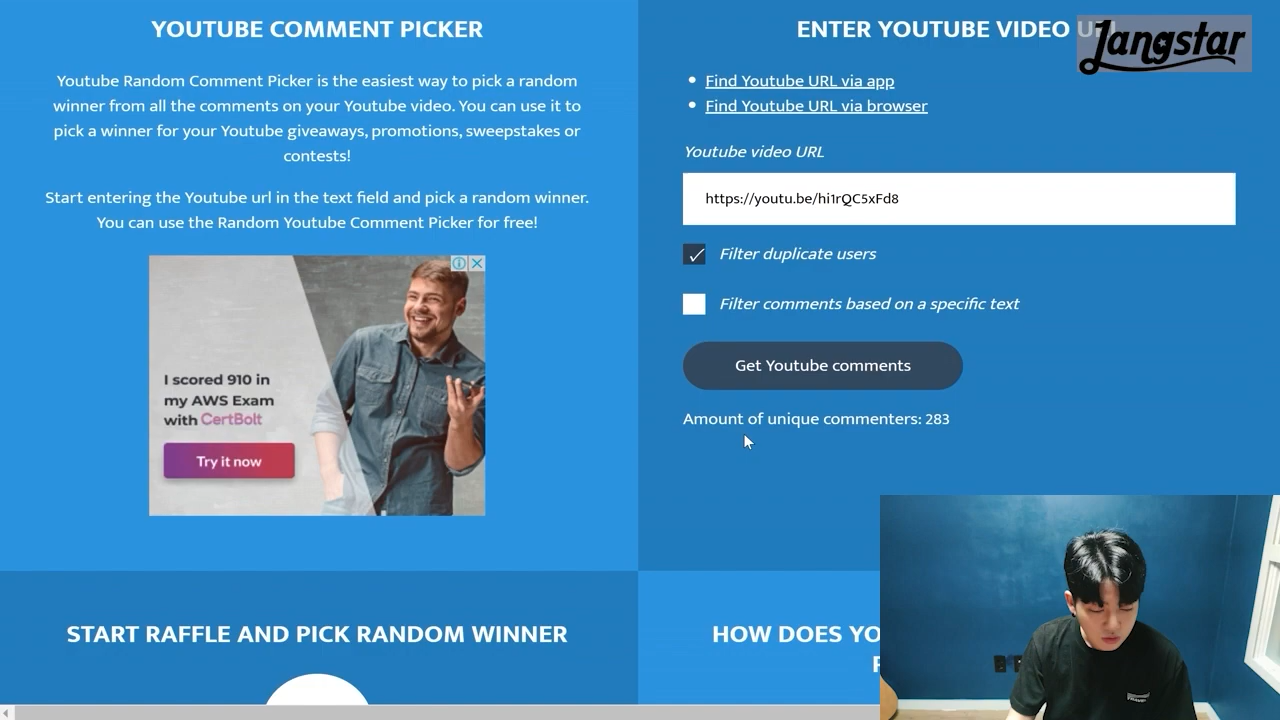 YOUTUBE COMMENT PICKER
Youtube Random Comment Picker is the easiest way to pick a random
winner from all the comments on your Youtube video. You can use it to
pick a winner for your Youtube giveaways, promotions, sweepstakes or
contests!
Start entering the Youtube url in the text field and pick a random winner.
You can use the Random Youtube Comment Picker for free!
I scored 910 in
my AWS Exam
with CertBolt
Try it now
ENTER YOUTUBE VIDEO URL
Jangstar
Find Youtube URL via app
Find Youtube URL via browser
Youtube video URL
https://youtu.be/hi1rQC5xFd8
Filter duplicate users
Filter comments based on a specific text
Get Youtube comments
Amount of unique commenters: 283
START RAFFLE AND PICK RANDOM WINNER
HOW DOES YO